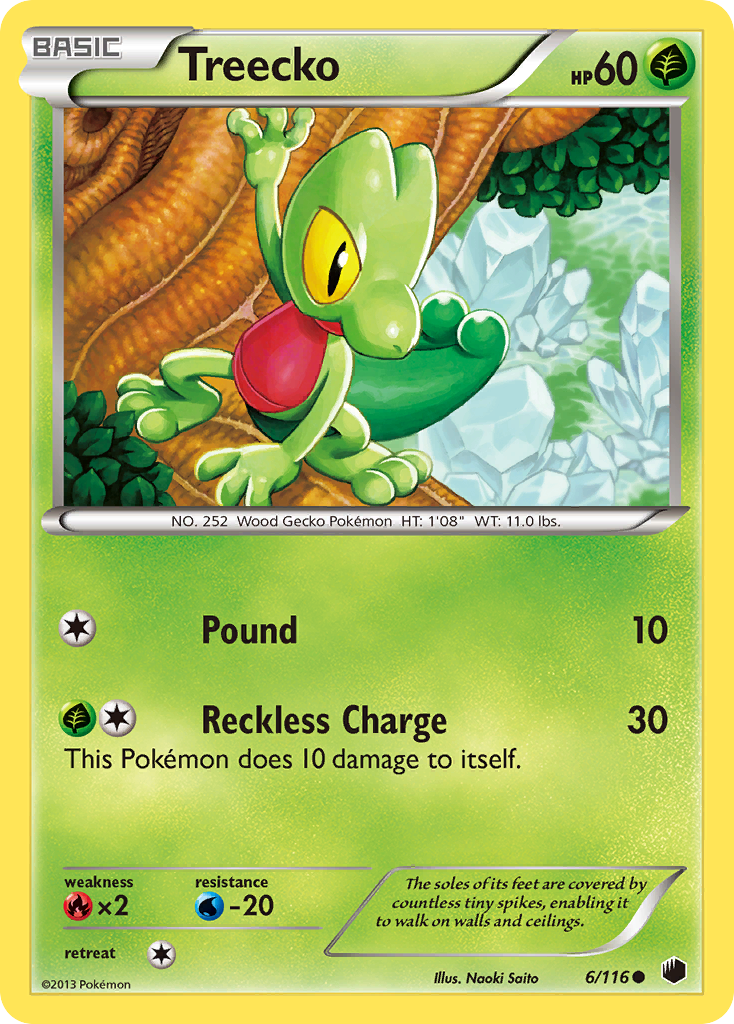 BASIC
Treecko
HP60
NO. 252 Wood Gecko Pokémon HT: 1'08" WT: 11.0 lbs.
Pound 10
Reckless Charge 30
This Pokémon does 10 damage to itself.
weakness resistance
×2 -20
retreat
The soles of its feet are covered by
countless tiny spikes, enabling it
to walk on walls and ceilings.
©2013 Pokémon
Illus. Naoki Saito
6/116